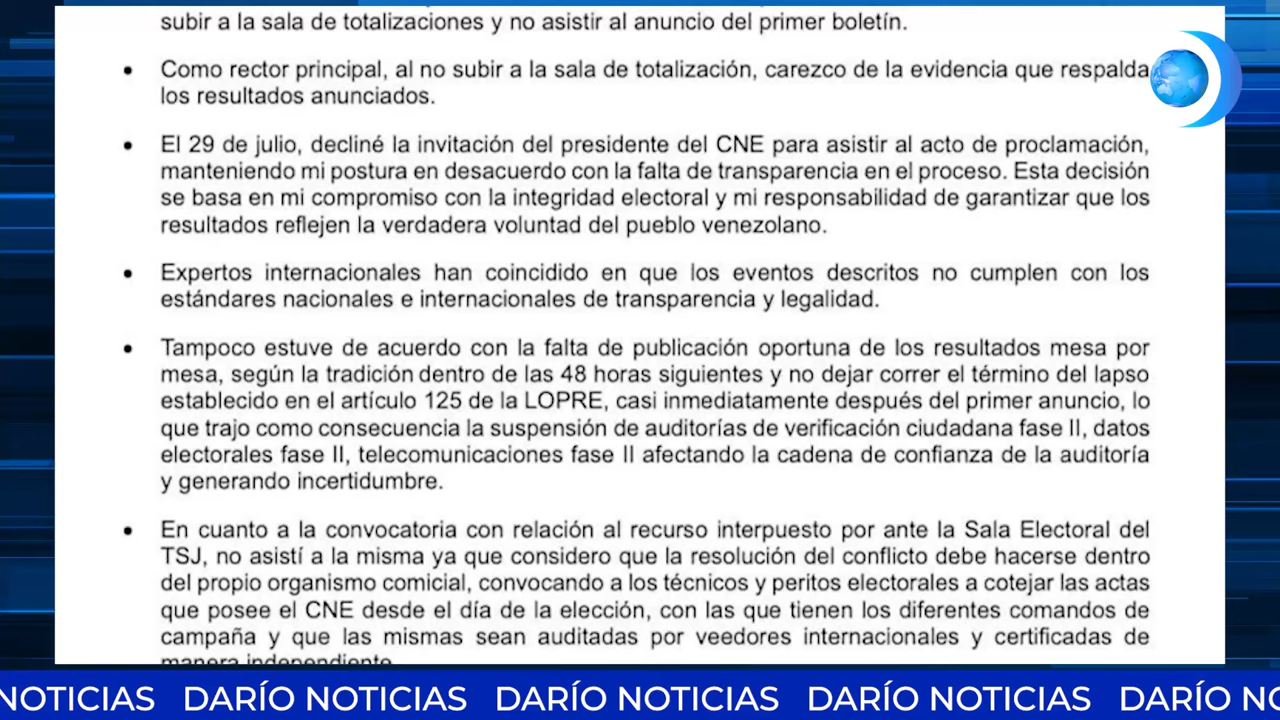 subir a la sala de totalizaciones y no asistir al anuncio del primer boletín.
• Como rector principal, al no subir a la sala de totalización, carezco de la evidencia que respalda
los resultados anunciados.
• El 29 de julio, decliné la invitación del presidente del CNE para asistir al acto de proclamación,
manteniendo mi postura en desacuerdo con la falta de transparencia en el proceso. Esta decisión
se basa en mi compromiso con la integridad electoral y mi responsabilidad de garantizar que los
resultados reflejen la verdadera voluntad del pueblo venezolano.
• Expertos internacionales han coincidido en que los eventos descritos no cumplen con los
estándares nacionales e internacionales de transparencia y legalidad.
• Tampoco estuve de acuerdo con la falta de publicación oportuna de los resultados mesa por
mesa, según la tradición dentro de las 48 horas siguientes y no dejar correr el término del lapso
establecido en el artículo 125 de la LOPRE, casi inmediatamente después del primer anuncio, lo
que trajo como consecuencia la suspensión de auditorías de verificación ciudadana fase II, datos
electorales fase II, telecomunicaciones fase II afectando la cadena de confianza de la auditoría
y generando incertidumbre.
• En cuanto a la convocatoria con relación al recurso interpuesto por ante la Sala Electoral del
TSJ, no asistí a la misma ya que considero que la resolución del conflicto debe hacerse dentro
del propio organismo comicial, convocando a los técnicos y peritos electorales a cotejar las actas
que posee el CNE desde el día de la elección, con las que tienen los diferentes comandos de
campaña y que las mismas sean auditadas por veedores internacionales y certificadas de
manera independiente.
NOTICIAS DARÍO NOTICIAS DARÍO NOTICIAS DARÍO NOTICIAS DARÍO NO